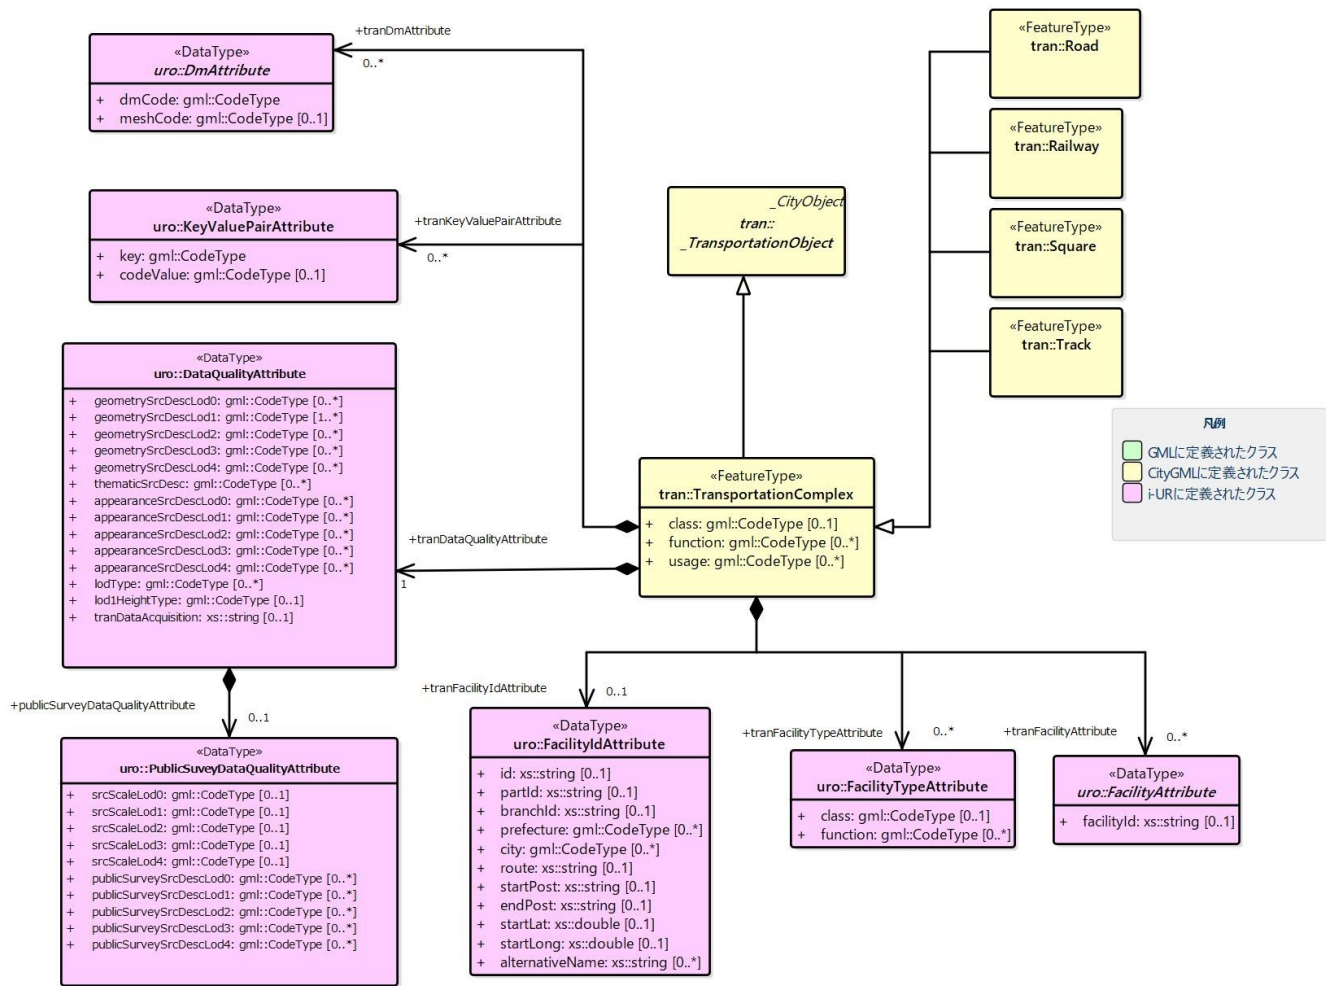 +tranDmAttribute
0..*
«DataType»
uro::DmAttribute
+ dmCode: gml::CodeType
+ meshCode: gml::CodeType [0..1]
«FeatureType»
tran::Road
«FeatureType»
tran::Railway
«FeatureType»
tran::Square
«FeatureType»
tran::Track
«DataType»
uro::KeyValuePairAttribute
+ key: gml::CodeType
+ codeValue: gml::CodeType [0..1]
+tranKeyValuePairAttribute
0..*
_CityObject
tran::
_TransportationObject
«DataType»
uro::DataQualityAttribute
+ geometrySrcDescLod0: gml::CodeType [0..*]
+ geometrySrcDescLod1: gml::CodeType [1..*]
+ geometrySrcDescLod2: gml::CodeType [0..*]
+ geometrySrcDescLod3: gml::CodeType [0..*]
+ geometrySrcDescLod4: gml::CodeType [0..*]
+ thematicSrcDesc: gml::CodeType [0..*]
+ appearanceSrcDescLod0: gml::CodeType [0..*]
+ appearanceSrcDescLod1: gml::CodeType [0..*]
+ appearanceSrcDescLod2: gml::CodeType [0..*]
+ appearanceSrcDescLod3: gml::CodeType [0..*]
+ appearanceSrcDescLod4: gml::CodeType [0..*]
+ lodType: gml::CodeType [0..*]
+ lod1HeightType: gml::CodeType [0..1]
+ tranDataAcquisition: xs::string [0..1]
凡例
GMLに定義されたクラス
CityGMLに定義されたクラス
i-URに定義されたクラス
«FeatureType»
tran::TransportationComplex
+ class: gml::CodeType [0..1]
+ function: gml::CodeType [0..*]
+ usage: gml::CodeType [0..*]
+tranDataQualityAttribute
1
+publicSurveyDataQualityAttribute
0..1
«DataType»
uro::PublicSuveyDataQualityAttribute
+ srcScaleLod0: gml::CodeType [0..1]
+ srcScaleLod1: gml::CodeType [0..1]
+ srcScaleLod2: gml::CodeType [0..1]
+ srcScaleLod3: gml::CodeType [0..1]
+ srcScaleLod4: gml::CodeType [0..1]
+ publicSurveySrcDescLod0: gml::CodeType [0..*]
+ publicSurveySrcDescLod1: gml::CodeType [0..*]
+ publicSurveySrcDescLod2: gml::CodeType [0..*]
+ publicSurveySrcDescLod3: gml::CodeType [0..*]
+ publicSurveySrcDescLod4: gml::CodeType [0..*]
+tranFacilityIdAttribute
0..1
«DataType»
uro::FacilityIdAttribute
+ id: xs::string [0..1]
+ partId: xs::string [0..1]
+ branchId: xs::string [0..1]
+ prefecture: gml::CodeType [0..*]
+ city: gml::CodeType [0..*]
+ route: xs::string [0..1]
+ startPost: xs::string [0..1]
+ endPost: xs::string [0..1]
+ startLat: xs::double [0..1]
+ startLong: xs::double [0..1]
+ alternativeName: xs::string [0..*]
+tranFacilityTypeAttribute
0..*
«DataType»
uro::FacilityTypeAttribute
+ class: gml::CodeType [0..1]
+ function: gml::CodeType [0..*]
+tranFacilityAttribute
0..*
«DataType»
uro::FacilityAttribute
+ facilityId: xs::string [0..1]